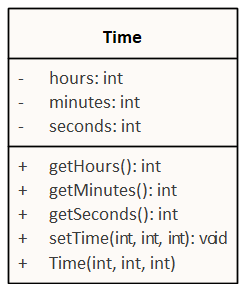 Time
- hours: int
- minutes: int
- seconds: int
+ getHours(): int
+ getMinutes(): int
+ getSeconds(): int
+ setTime(int, int, int): void
+ Time(int, int, int)